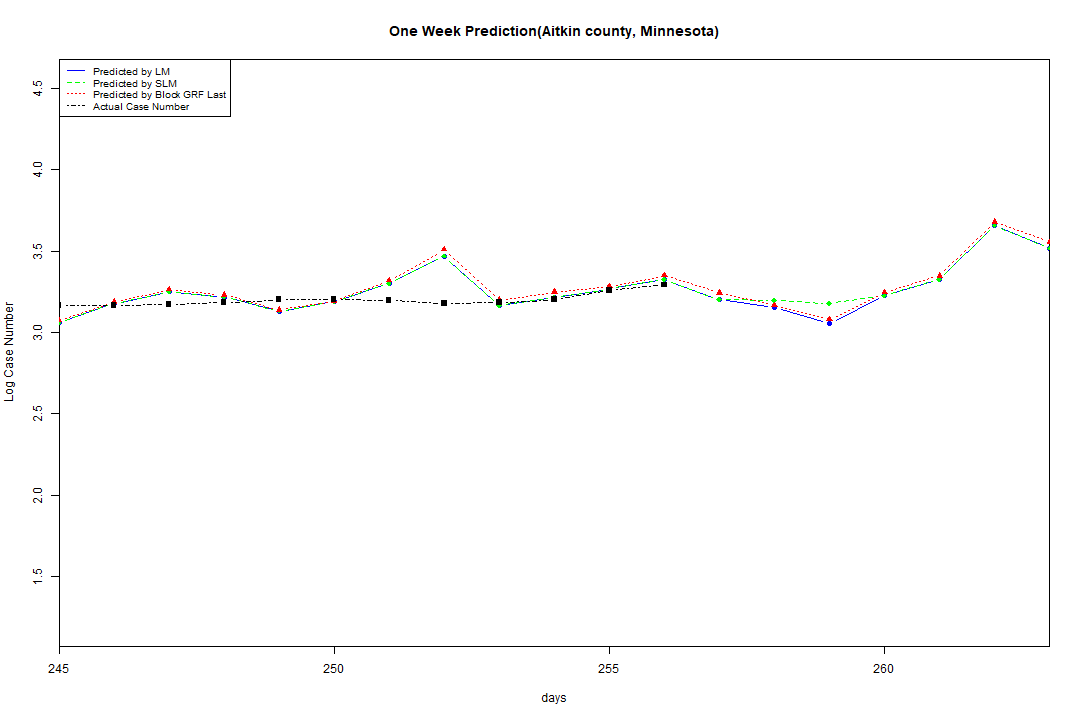 One Week Prediction(Aitkin county, Minnesota)
Predicted by LM
Predicted by SLM
Predicted by Block GRF Last
Actual Case Number
4.5
4.0
3.5
3.0
2.5
2.0
1.5
Log Case Number
245
250
255
260
days